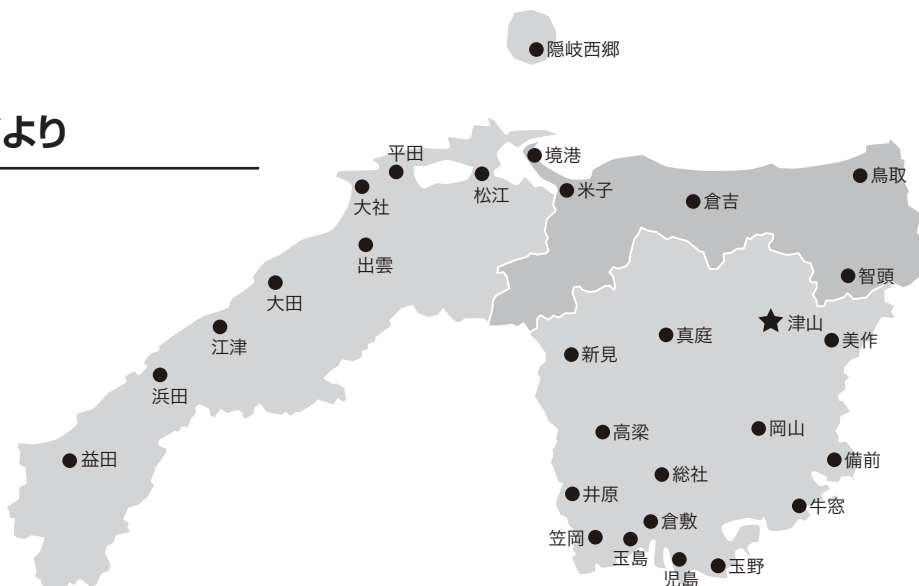 より
隠岐西郷
平田
境港
大社
松江
米子
倉吉
鳥取
出雲
智頭
大田
江津
津山
新見
真庭
美作
浜田
益田
高梁
岡山
備前
総社
井原
牛窓
倉敷
笠岡
玉島
児島
玉野